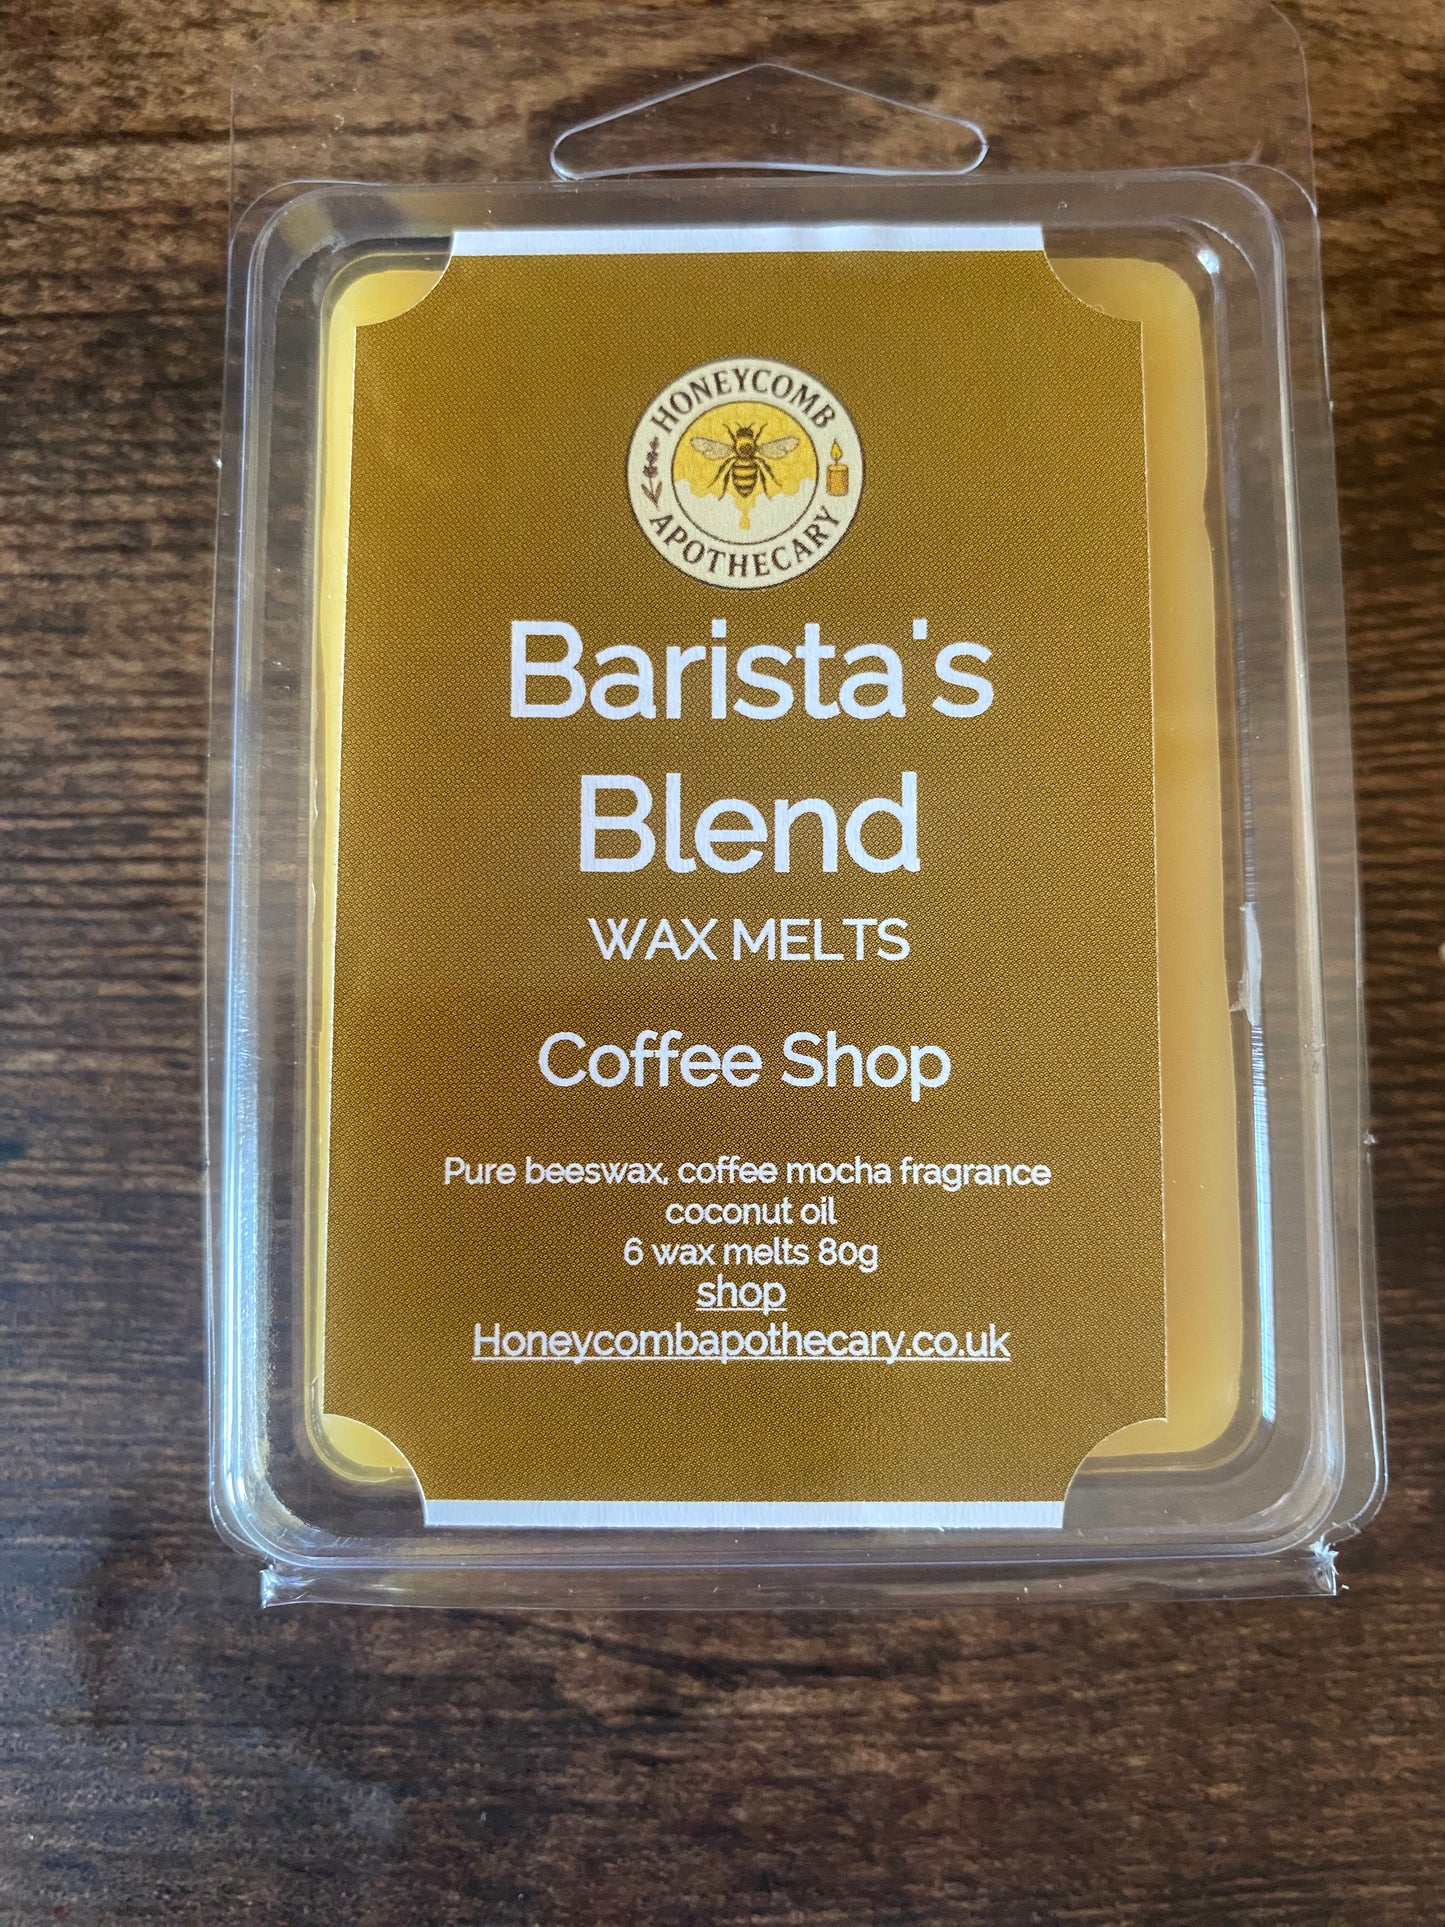 HONEYCOMB
APOTHECARY
Barista's
Blend
WAX MELTS
Coffee Shop
Pure beeswax, coffee mocha fragrance
coconut oil
6 wax melts 80g
shop
Honeycombapothecary.co.uk